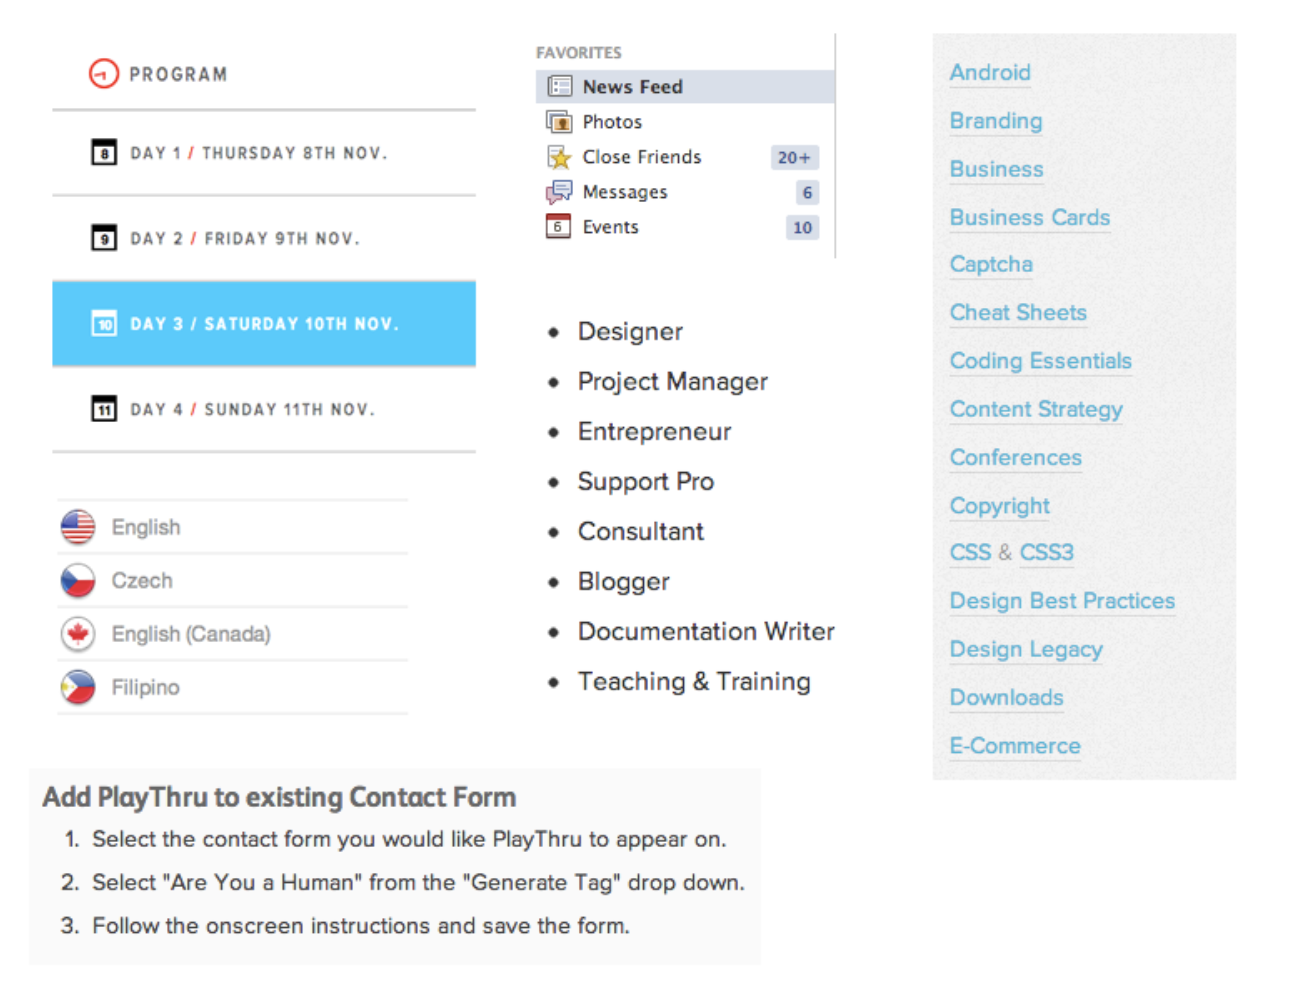 PROGRAM
8 DAY 1 / THURSDAY 8TH NOV.
9 DAY 2 / FRIDAY 9TH NOV.
10 DAY 3 / SATURDAY 10TH NOV.
11 DAY 4 / SUNDAY 11TH NOV.
English
Czech
English (Canada)
Filipino
FAVORITES
News Feed
Photos
Close Friends 20+
Messages 6
6 Events 10
• Designer
• Project Manager
• Entrepreneur
• Support Pro
• Consultant
• Blogger
• Documentation Writer
• Teaching & Training
Android
Branding
Business
Business Cards
Captcha
Cheat Sheets
Coding Essentials
Content Strategy
Conferences
Copyright
CSS & CSS3
Design Best Practices
Design Legacy
Downloads
E-Commerce
Add PlayThru to existing Contact Form
1. Select the contact form you would like PlayThru to appear on.
2. Select "Are You a Human" from the "Generate Tag" drop down.
3. Follow the onscreen instructions and save the form.